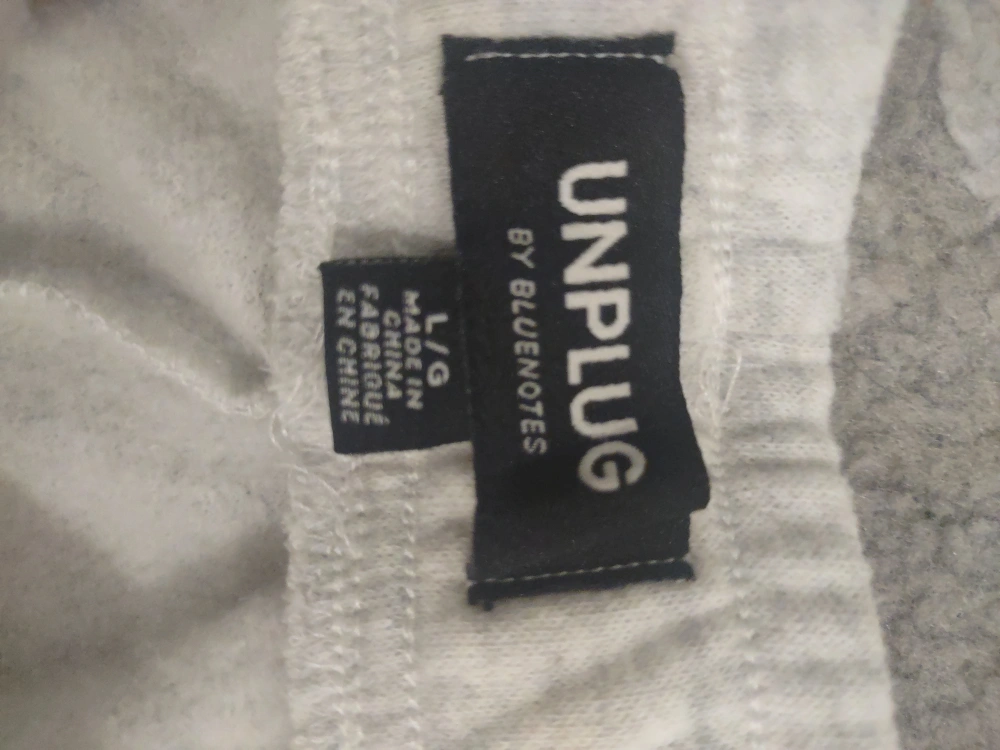 UNPLUG
BY BLUENOTES
L/G
MADE IN
CHINA
FABRIQUÉ
EN CHINE